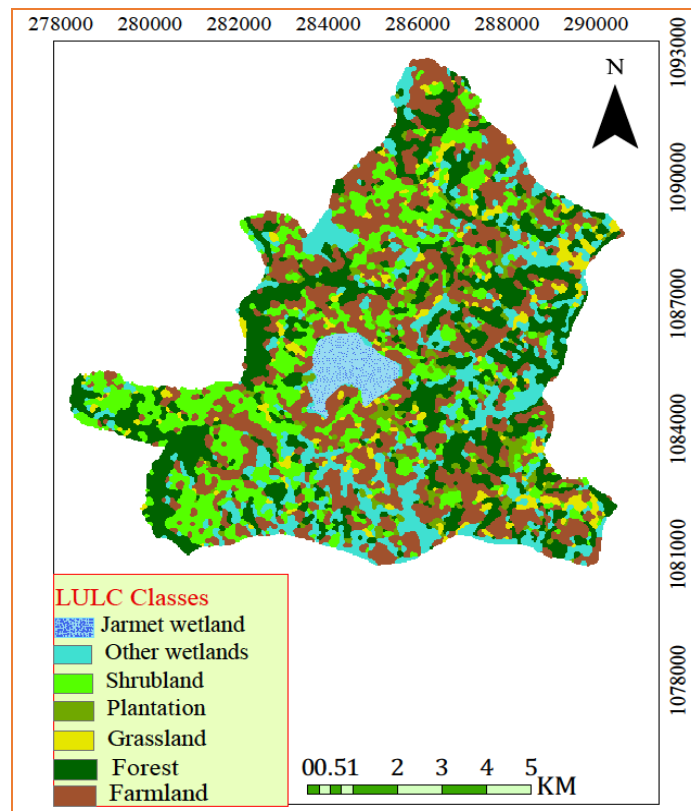 278000 280000 282000 284000 286000 288000 290000
1093000
N
1090000
1087000
1084000
1081000
1078000
LULC Classes
Jarmet wetland
Other wetlands
Shrubland
Plantation
Grassland
Forest
Farmland
00.51 2 3 4 5
KM